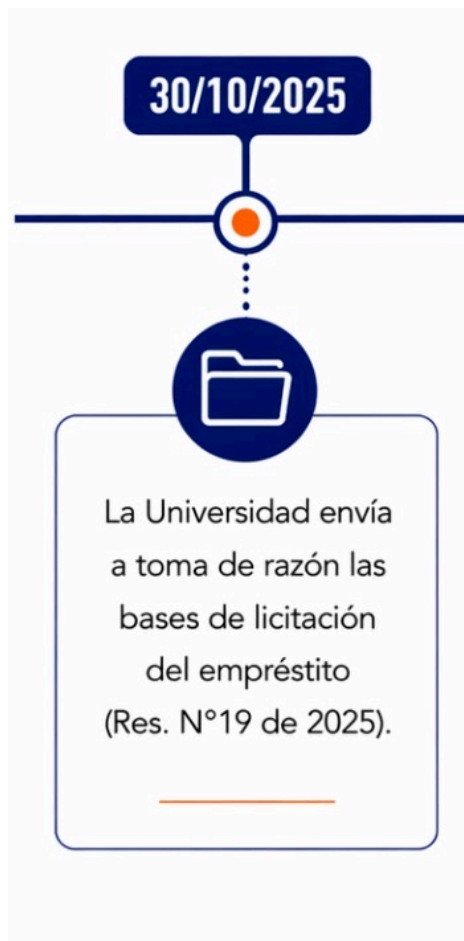 30/10/2025
La Universidad envía
a toma de razón las
bases de licitación
del empréstito
(Res. N°19 de 2025).